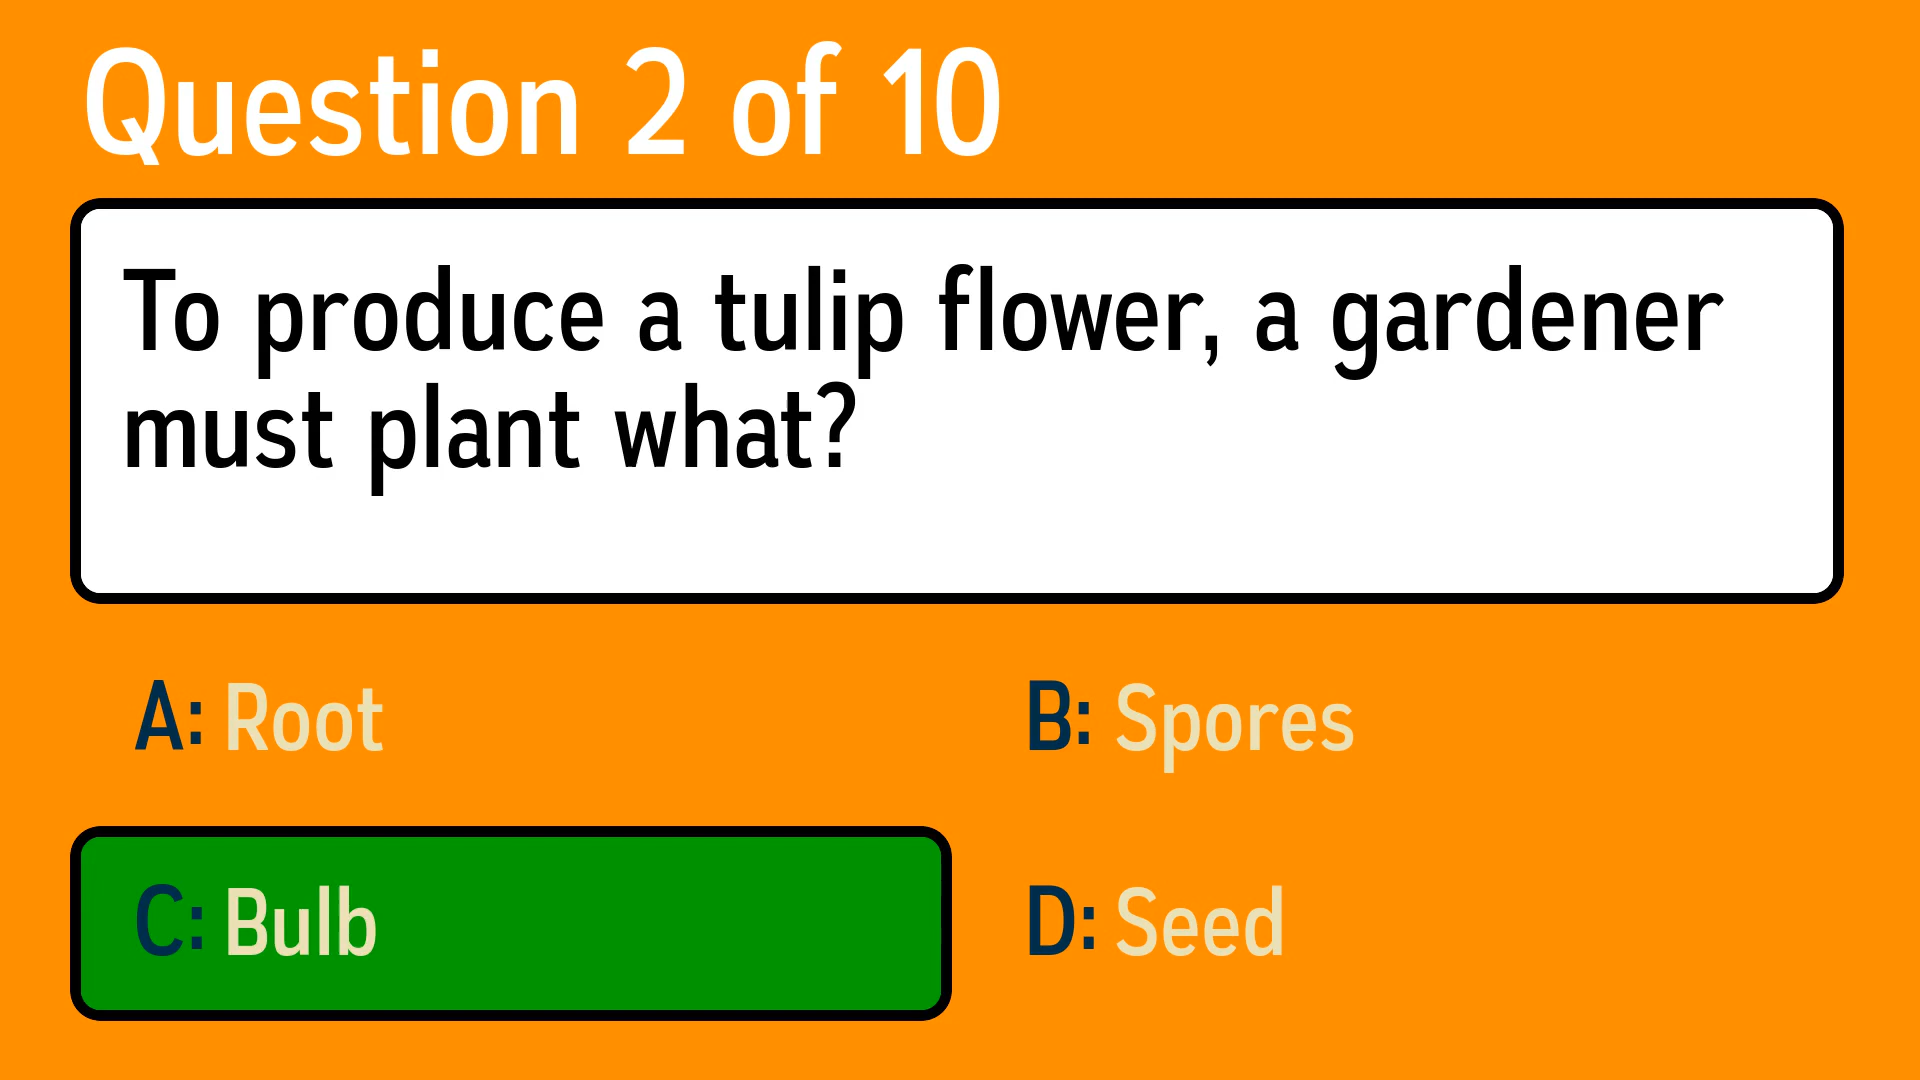 Question 2 of 10
To produce a tulip flower, a gardener
must plant what?
A: Root
B: Spores
C: Bulb
D: Seed